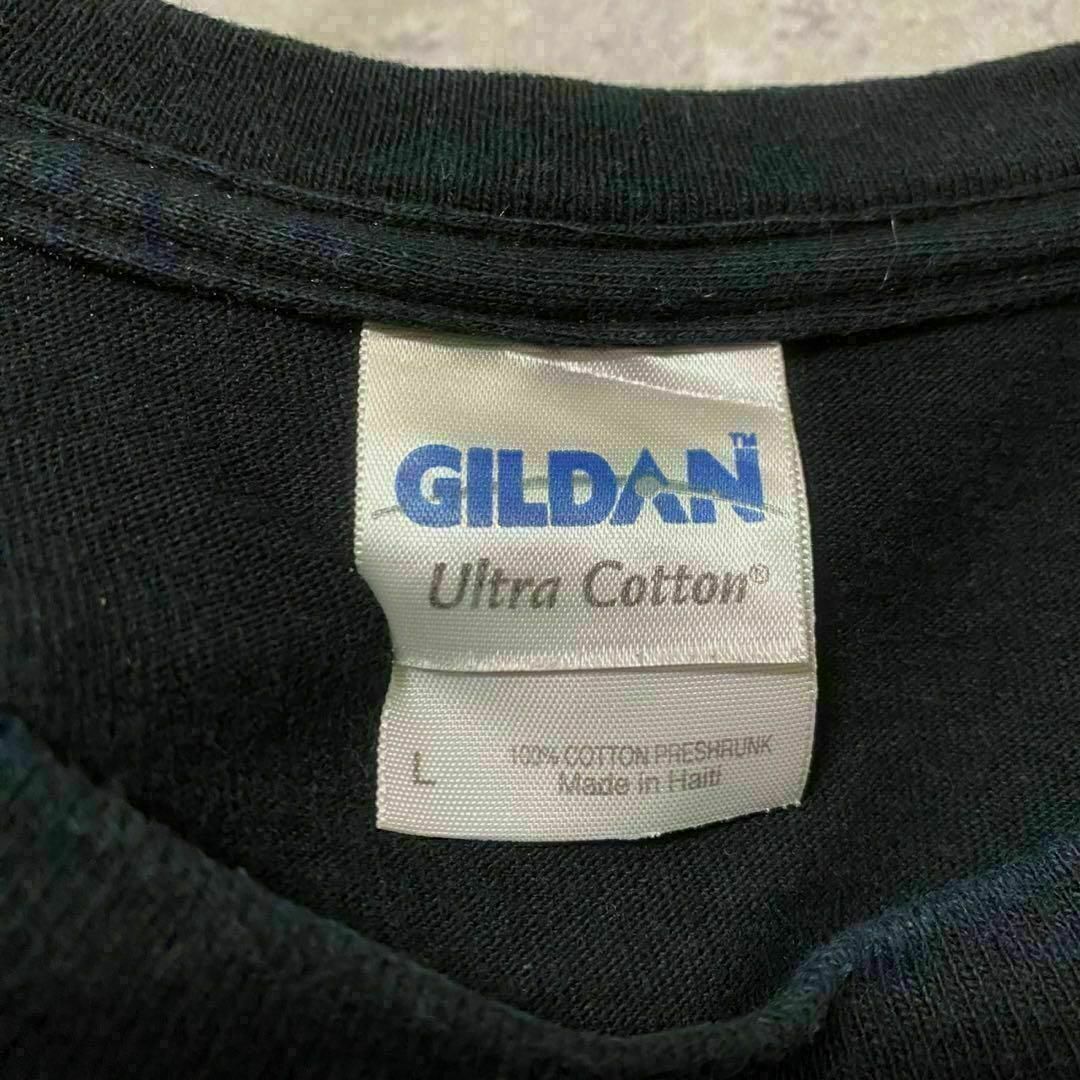 GILDAN™
Ultra Cotton®
L
100% COTTON PRESHRUNK
Made in Haiti